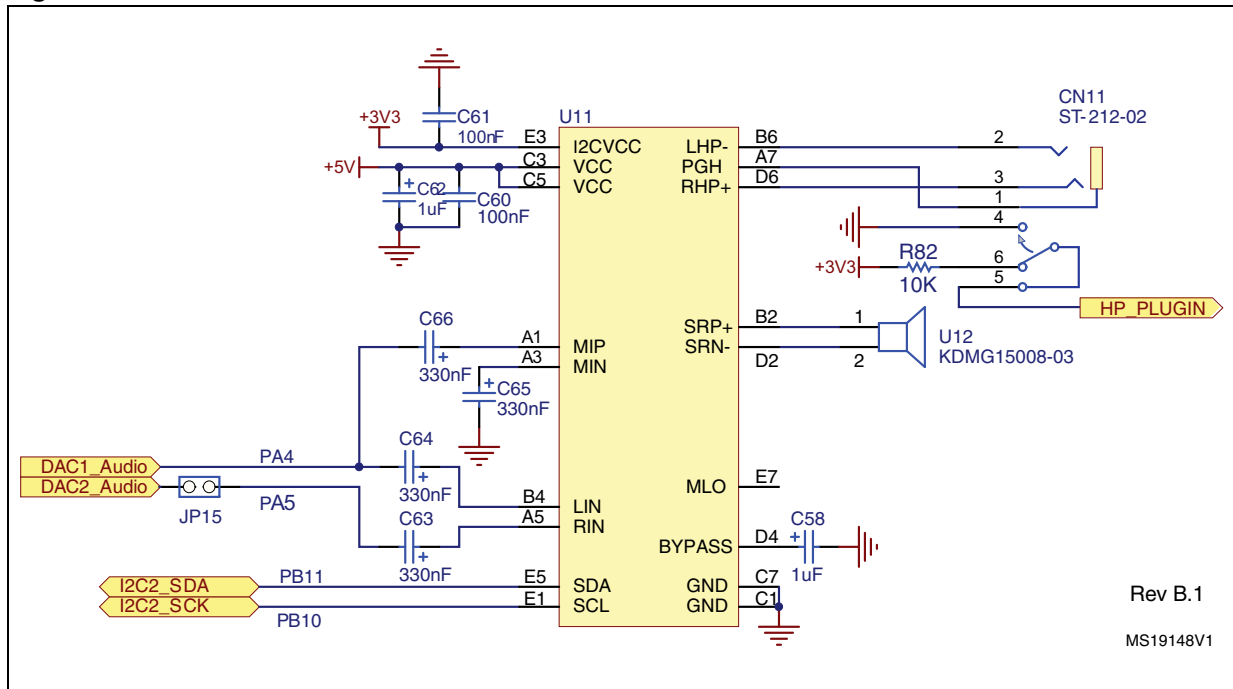 CN11
ST-212-02
U11
C61
100nF
+3V3
E3
I2CVCC
LHP-
B6
2
+5V
C3
VCC
PGH
A7
C5
VCC
RHP+
D6
3
1
C62
1uF
C60
100nF
4
R82
+3V3
10K
6
5
HP_PLUGIN
C66
330nF
A1
MIP
A3
MIN
SRP+
B2
1
SRN-
D2
2
U12
KDMG15008-03
C65
330nF
C64
330nF
DAC1_Audio
PA4
DAC2_Audio
JP15
PA5
B4
LIN
A5
RIN
C63
330nF
MLO
E7
BYPASS
D4
C58
1uF
I2C2_SDA
PB11
E5
SDA
GND
C7
I2C2_SCK
PB10
E1
SCL
GND
C1
Rev B.1
MS19148V1